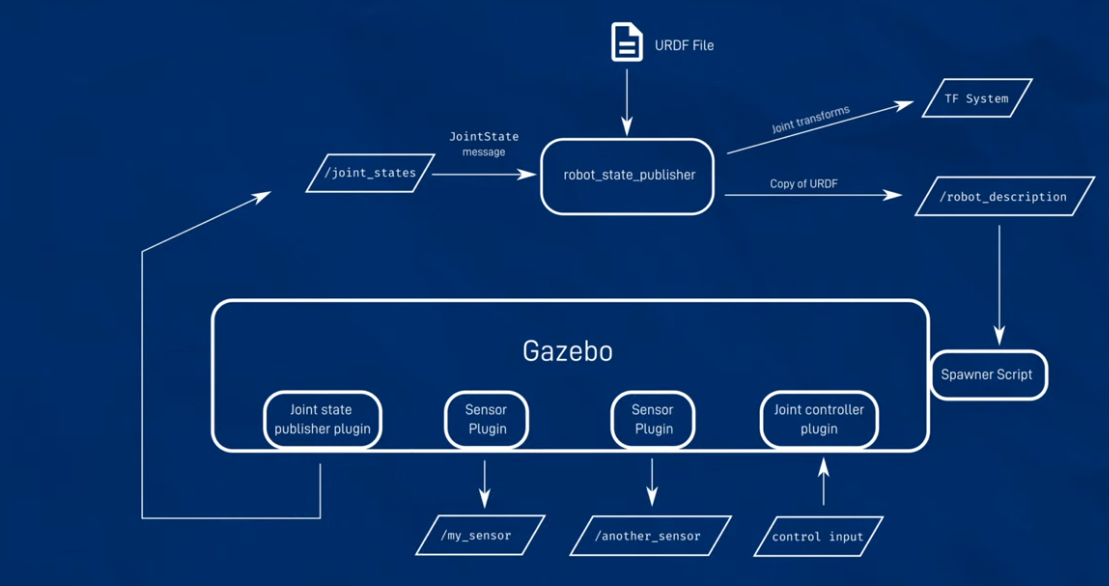 URDF File
TF System
Joint transforms
JointState
message
/joint_states
robot_state_publisher
Copy of URDF
/robot_description
Gazebo
Spawner Script
Joint state
publisher plugin
Sensor
Plugin
Sensor
Plugin
Joint controller
plugin
/my_sensor
/another_sensor
control input